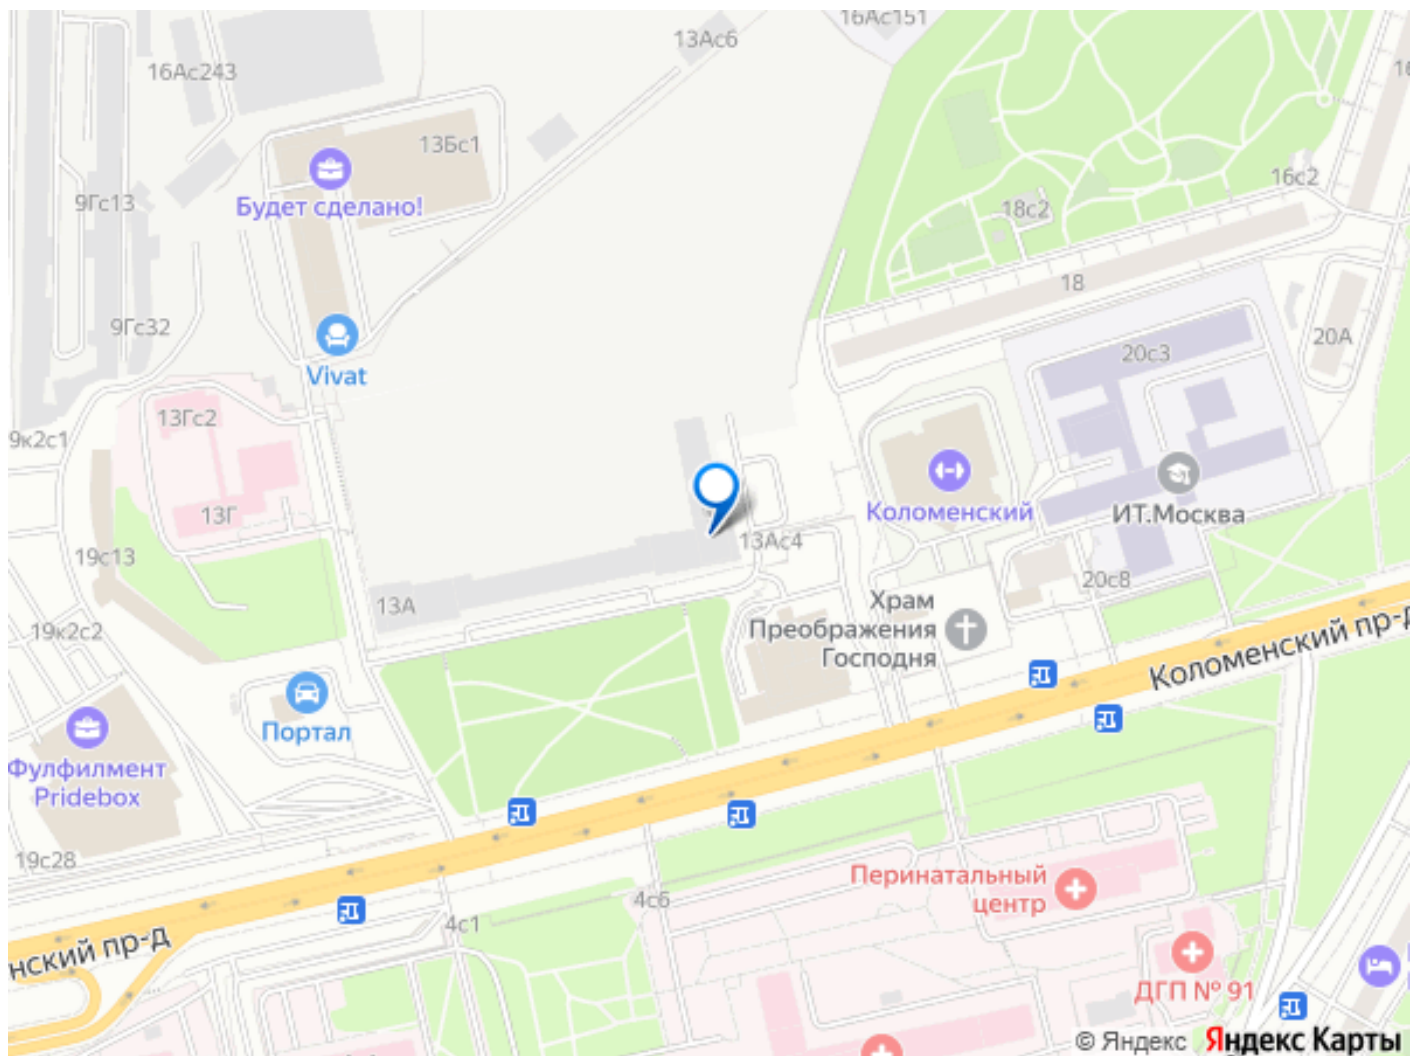 16Ас151
13Ас6
16Ас243
13Бс1
16с2
9Гс13
Будет сделано!
18с2
18
9Гс32
20А
20с3
Vivat
13Гс2
9к2с1
Коломенский
ИТ.Москва
13Г
13Ас4
19с13
20с8
13А
Храм
Преображения
Господня
19к2с2
Коломенский пр-д
Портал
Фулфилмент
Pridebox
19с28
Перинатальный
центр
4с6
4с1
нский пр-д
ДГП № 91
© Яндекс Яндекс Карты